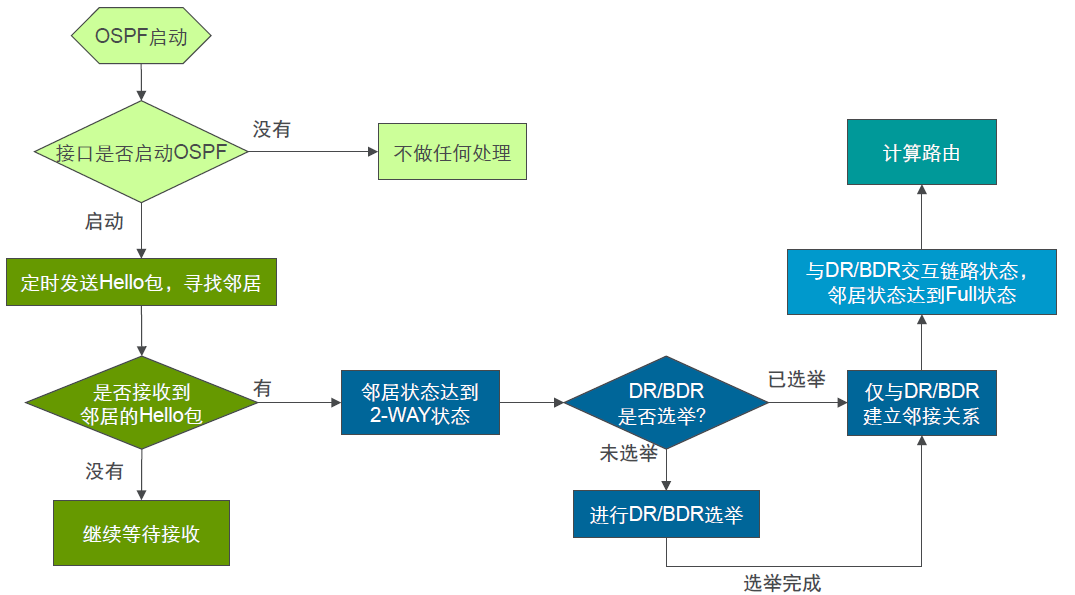 OSPF启动
没有
接口是否启动OSPF
不做任何处理
计算路由
启动
定时发送Hello包，寻找邻居
与DR/BDR交互链路状态，
邻居状态达到Full状态
是否接收到
邻居的Hello包
有
邻居状态达到
2-WAY状态
DR/BDR
是否选举?
已选举
仅与DR/BDR
建立邻接关系
没有
未选举
继续等待接收
进行DR/BDR选举
选举完成